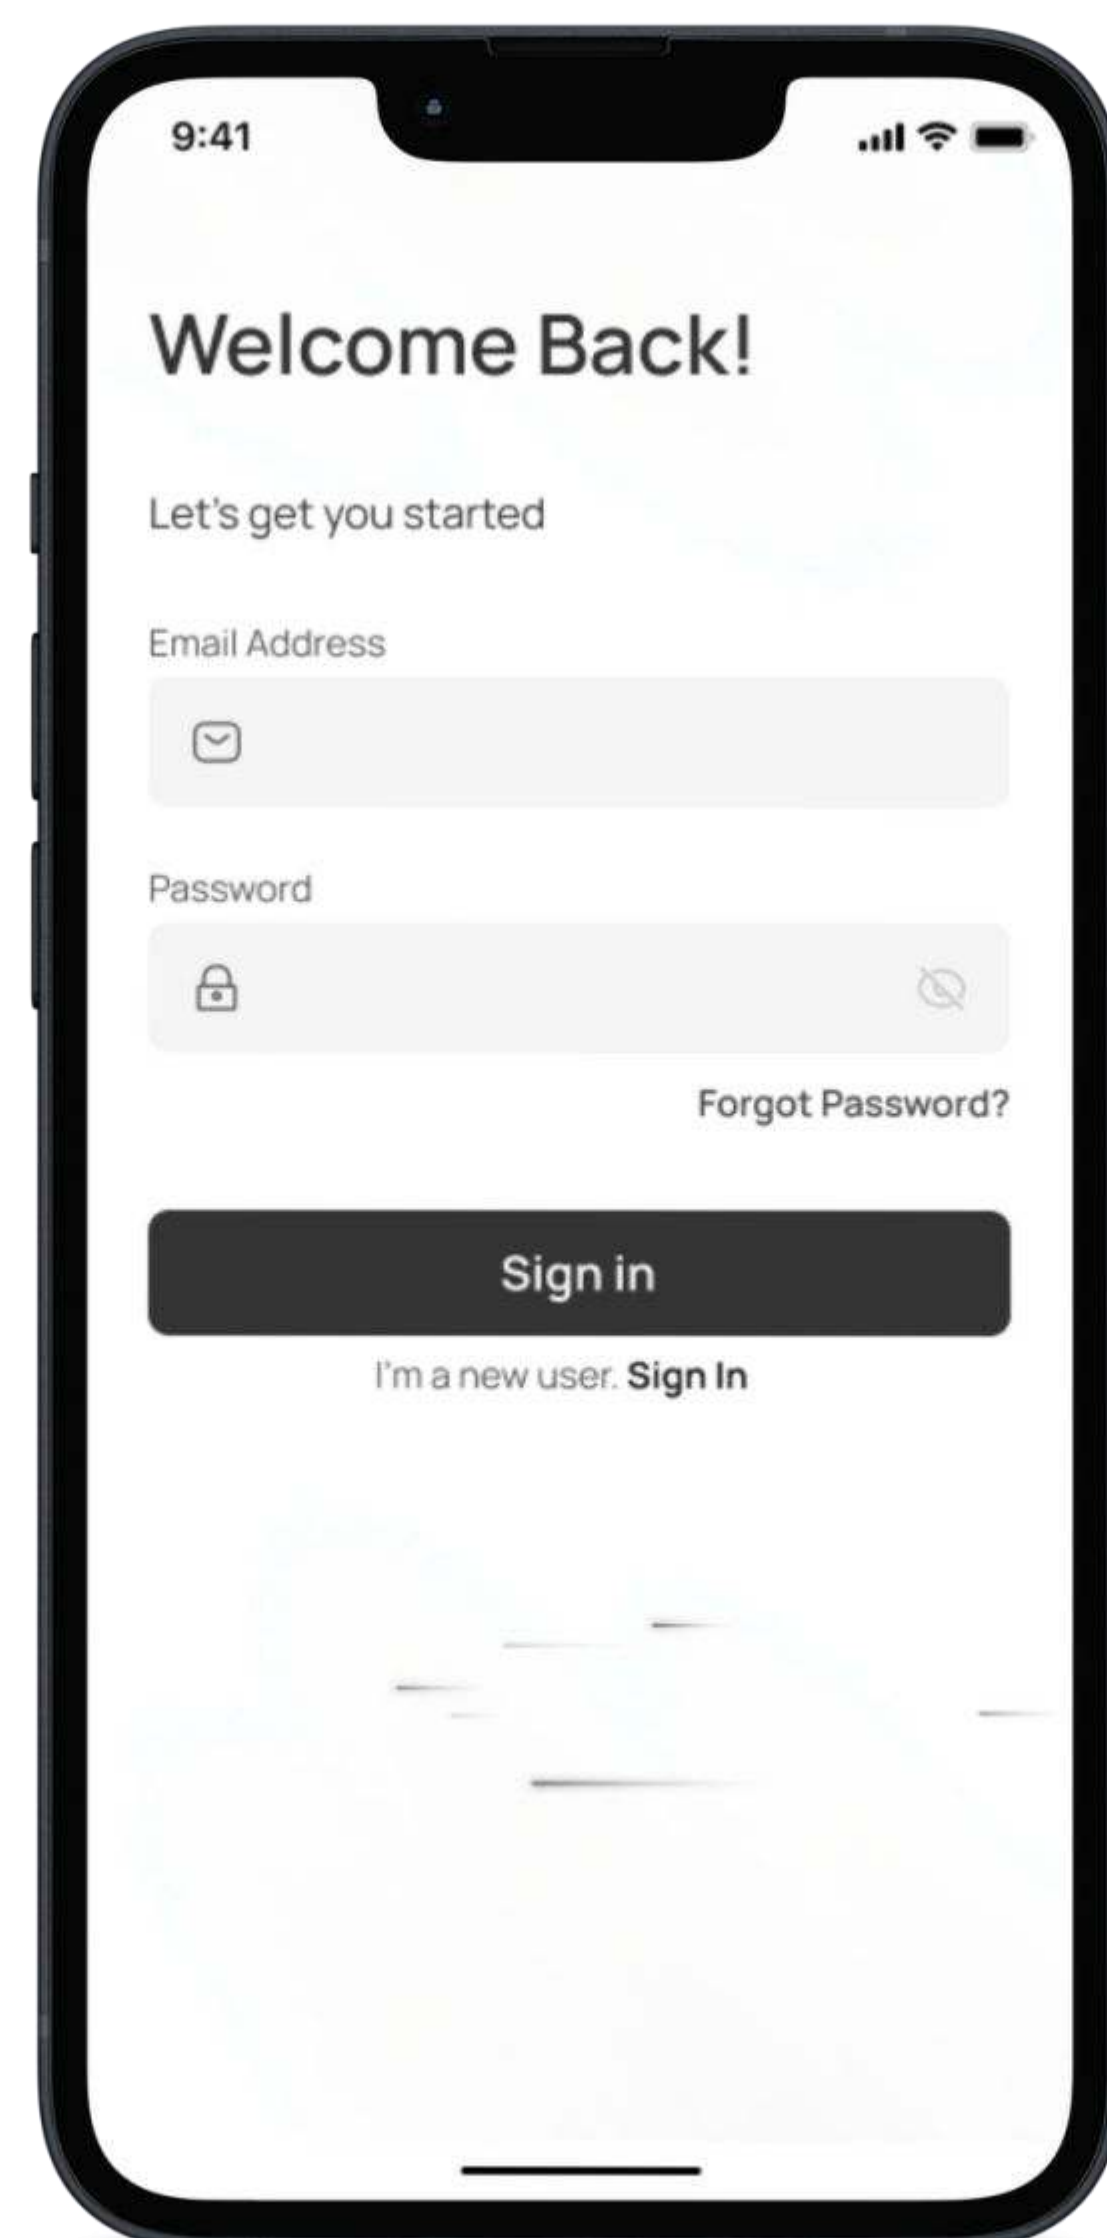 9:41
Welcome Back!
Let's get you started
Email Address
Password
Forgot Password?
Sign in
I'm a new user. Sign In